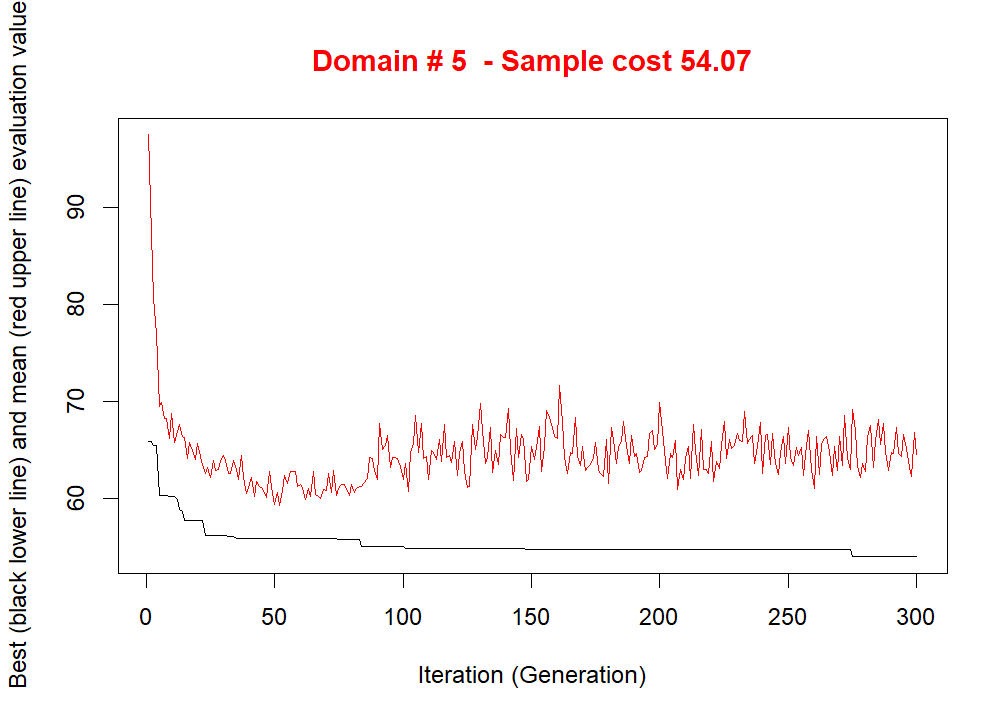 Domain # 5  - Sample cost 54.07
Best (black lower line) and mean (red upper line) evaluation value
90
80
70
60
0 50 100 150 200 250 300
Iteration (Generation)